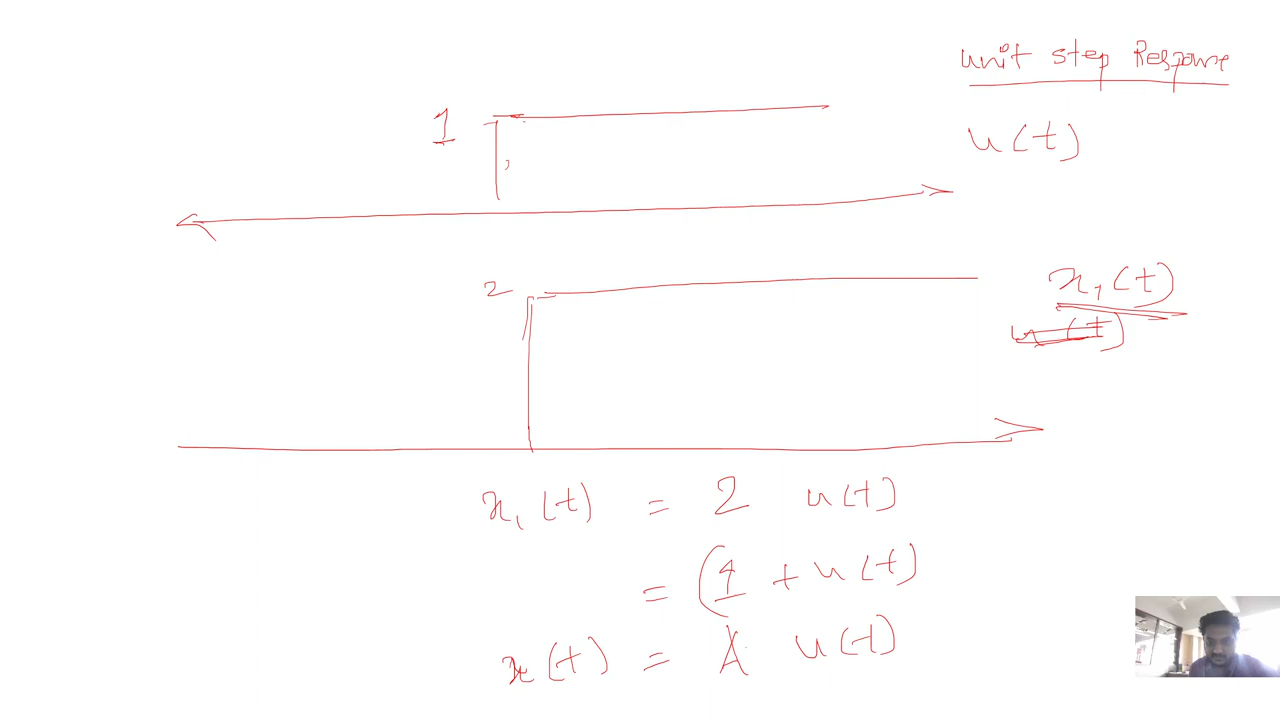 unit step Response
1
u(t)
2
x₁(t)
u(t)
x₁(t) = 2 u(t)
= (1 + u(t)
x(t) = A u(t)